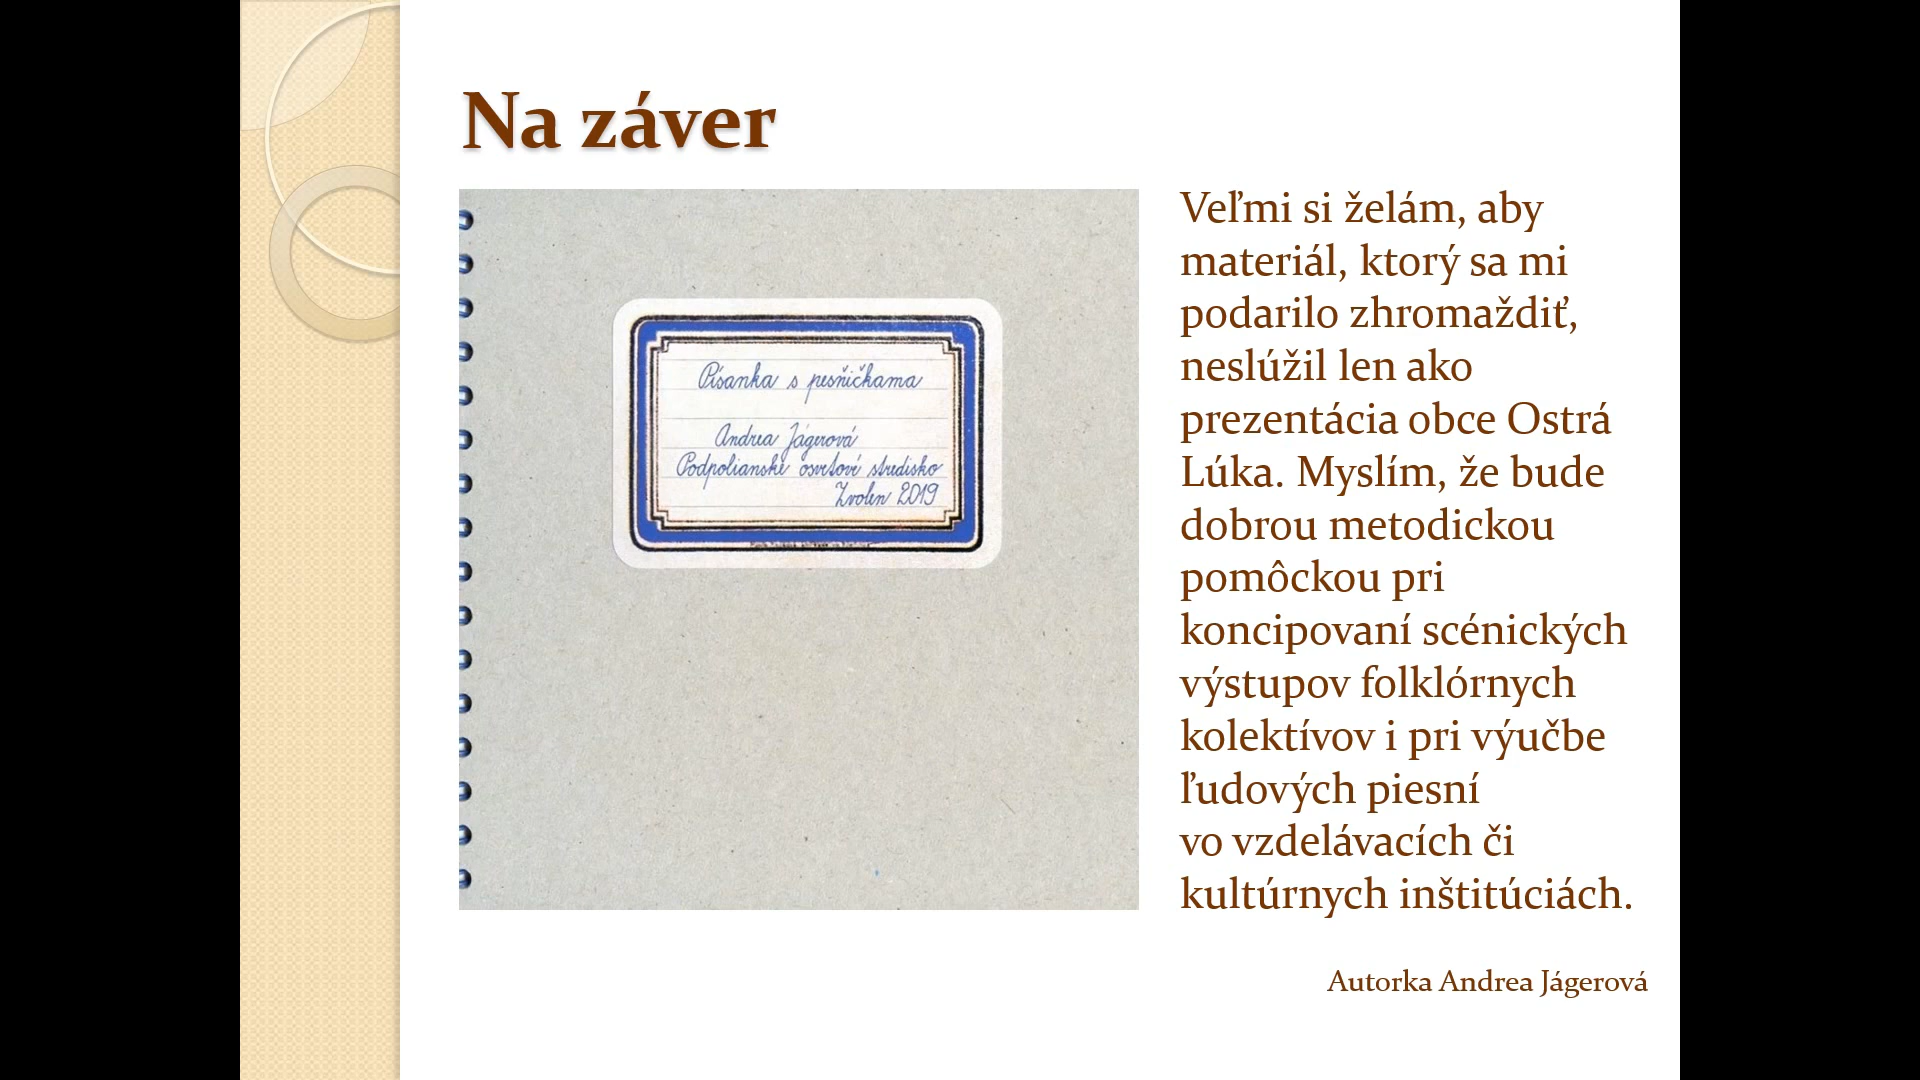 Na záver
Písanka s pesňičkama
Andrea Jágerová
Podpolianske osvetové stredisko
Zvolen 2019
Veľmi si želám, aby
materiál, ktorý sa mi
podarilo zhromaždiť,
neslúžil len ako
prezentácia obce Ostrá
Lúka. Myslím, že bude
dobrou metodickou
pomôckou pri
koncipovaní scénických
výstupov folklórnych
kolektívov i pri výučbe
ľudových piesní
vo vzdelávacích či
kultúrnych inštitúciách.
Autorka Andrea Jágerová